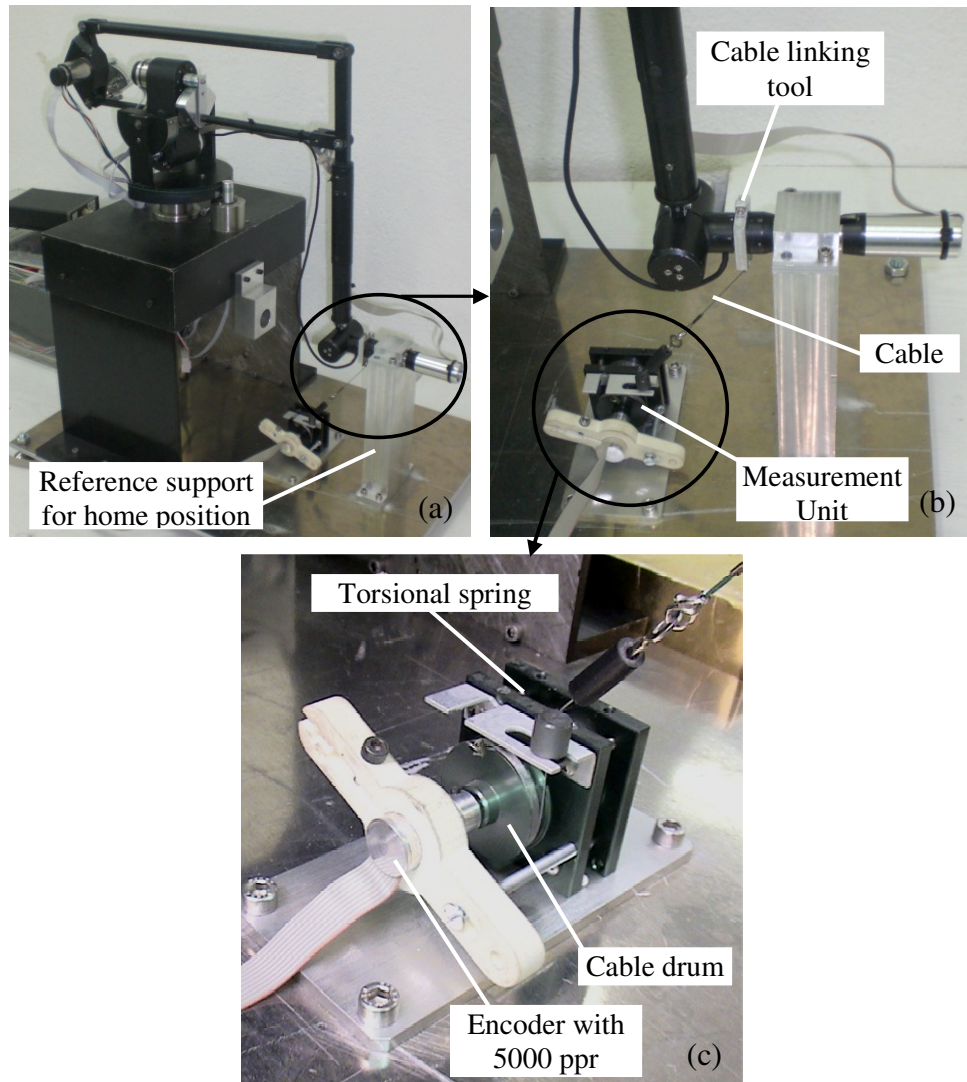 Reference support
for home position
(a)
Cable linking
tool
Cable
Measurement
Unit
(b)
Torsional spring
Cable drum
Encoder with
5000 ppr
(c)